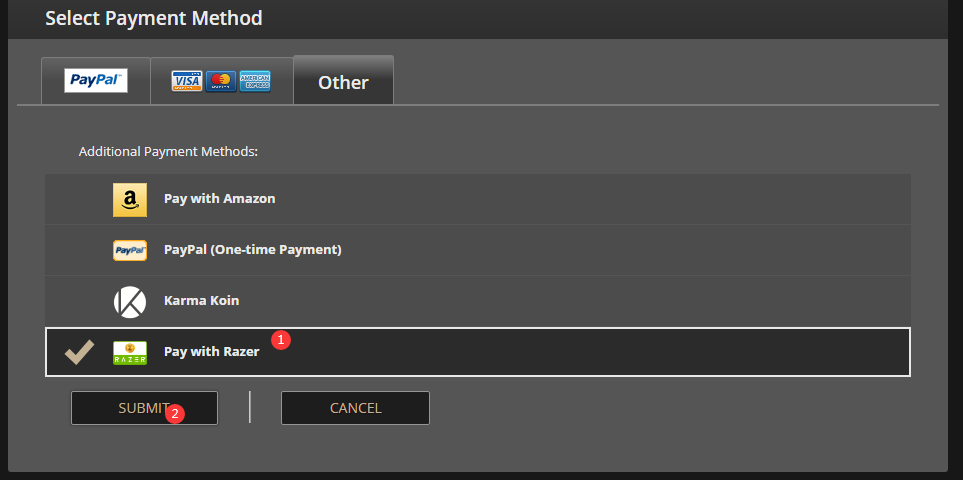 Select Payment Method
PayPal VISA AMERICAN EXPRESS Other
Additional Payment Methods:
a Pay with Amazon
PayPal PayPal (One-time Payment)
Karma Koin
RAZER Pay with Razer 1
SUBMIT 2 CANCEL